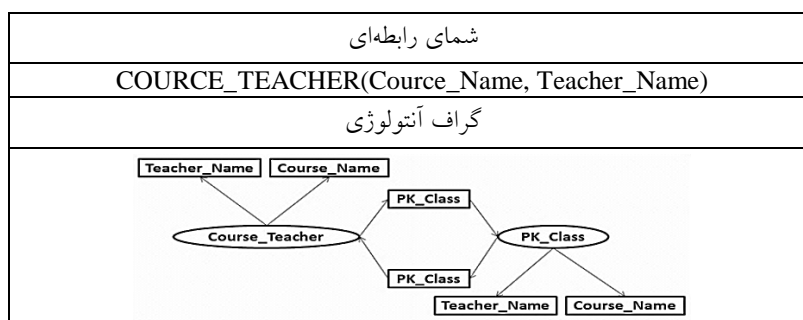 شمای رابطه‌ای
COURCE_TEACHER(Cource_Name, Teacher_Name)
گراف آنتولوژی
Teacher_Name Course_Name
PK_Class
Course_Teacher PK_Class
PK_Class
Teacher_Name Course_Name